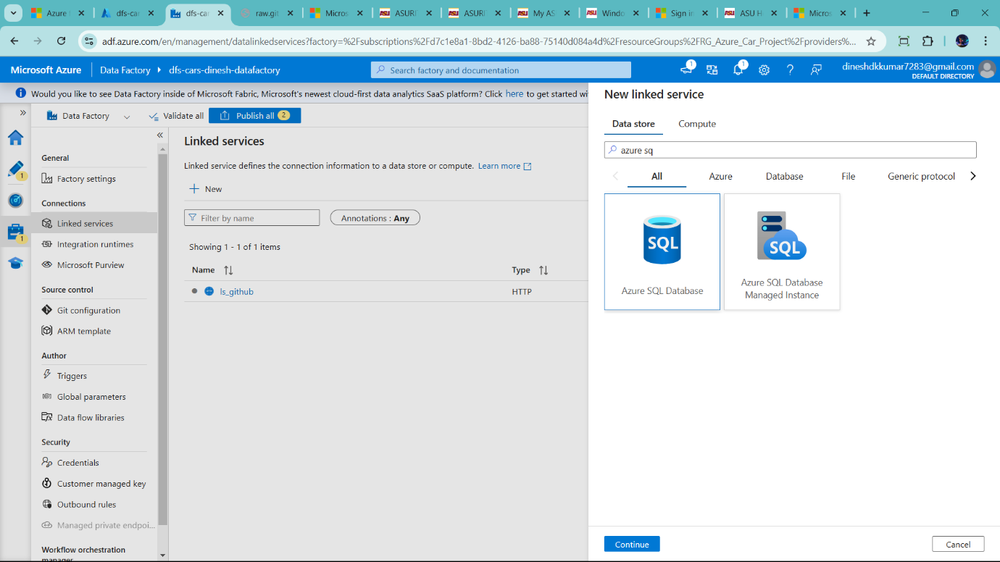 Azure
dfs-car
dfs-car
raw.git
Micros
ASURI
ASURI
My AS
Windo
Sign in
ASU H
Micros
adf.azure.com/en/management/datalinkedservices?factory=%2Fsubscriptions%2Fd7c1e8a1-8bd2-4126-ba88-75140d084a4d%2FresourceGroups%2FRG_Azure_Car_Project%2Fproviders%...
Microsoft Azure
Data Factory
dfs-cars-dinesh-datafactory
Search factory and documentation
1
1
dineshdkkumar7283@gmail.com
DEFAULT DIRECTORY
Would you like to see Data Factory inside of Microsoft Fabric, Microsoft's newest cloud-first data analytics SaaS platform? Click here to get started wi
Data Factory
Validate all
Publish all 2
1
1
General
Factory settings
Connections
Linked services
Integration runtimes
Microsoft Purview
Source control
Git configuration
ARM template
Author
Triggers
Global parameters
Data flow libraries
Security
Credentials
Customer managed key
Outbound rules
Managed private endpoi...
Workflow orchestration
manager
Linked services
Linked service defines the connection information to a data store or compute. Learn more
New
Filter by name
Annotations : Any
Showing 1 - 1 of 1 items
Name
Type
ls_github
HTTP
New linked service
Data store
Compute
azure sq
All
Azure
Database
File
Generic protocol
SQL
Azure SQL Database
SQL
Azure SQL Database
Managed Instance
Continue
Cancel